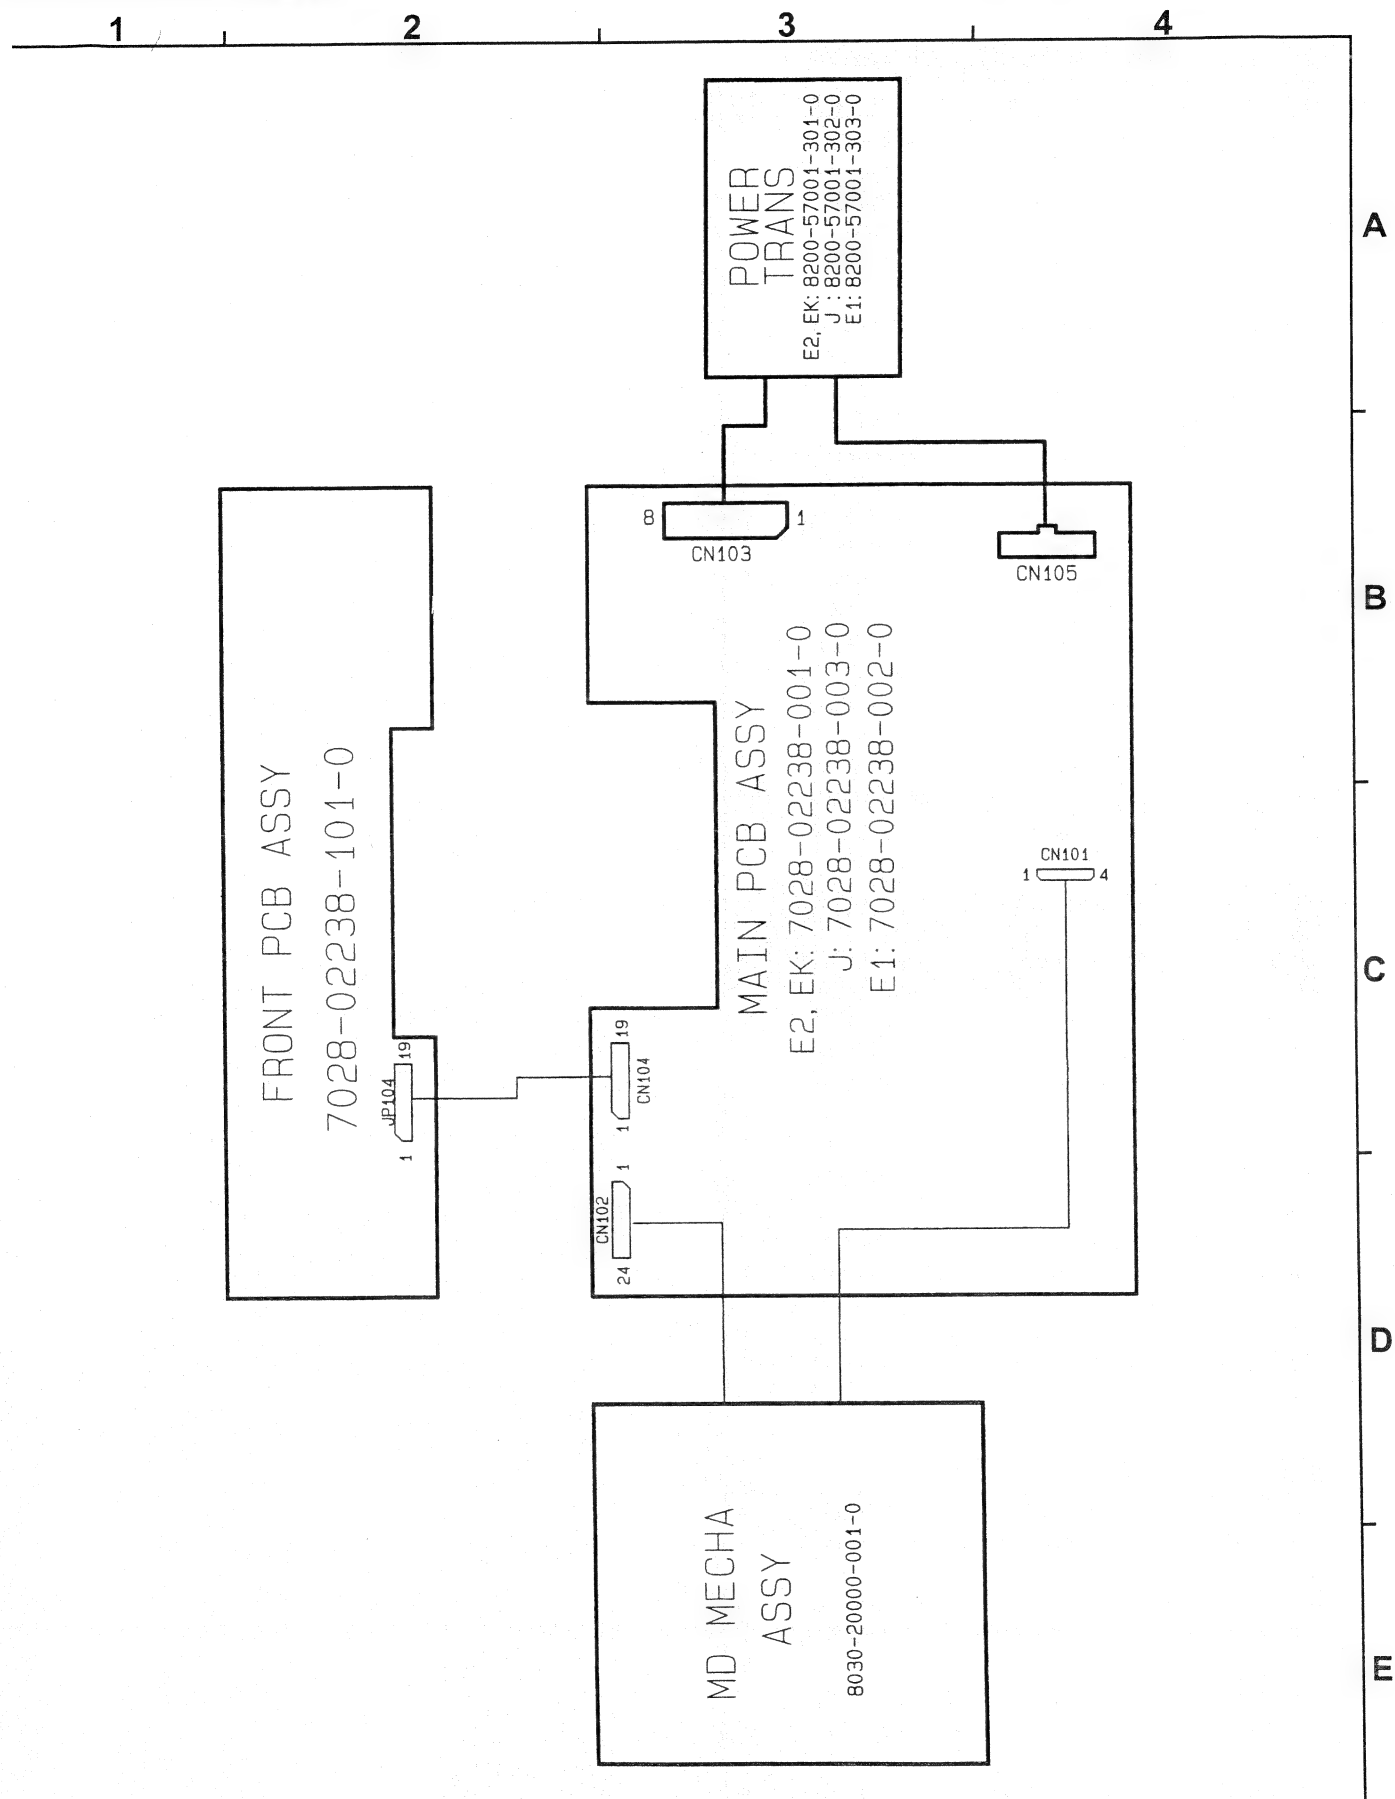 1
2
3
4
A
B
C
D
E
POWER
TRANS
E2, EK: 8200-57001-301-0
J : 8200-57001-302-0
E1: 8200-57001-303-0
8
1
CN103
CN105
FRONT PCB ASSY
7028-02238-101-0
JP104
19
1
MAIN PCB ASSY
E2, EK: 7028-02238-001-0
J: 7028-02238-003-0
E1: 7028-02238-002-0
CN101
1
4
19
CN104
1
1
CN102
24
MD MECHA
ASSY
8030-20000-001-0